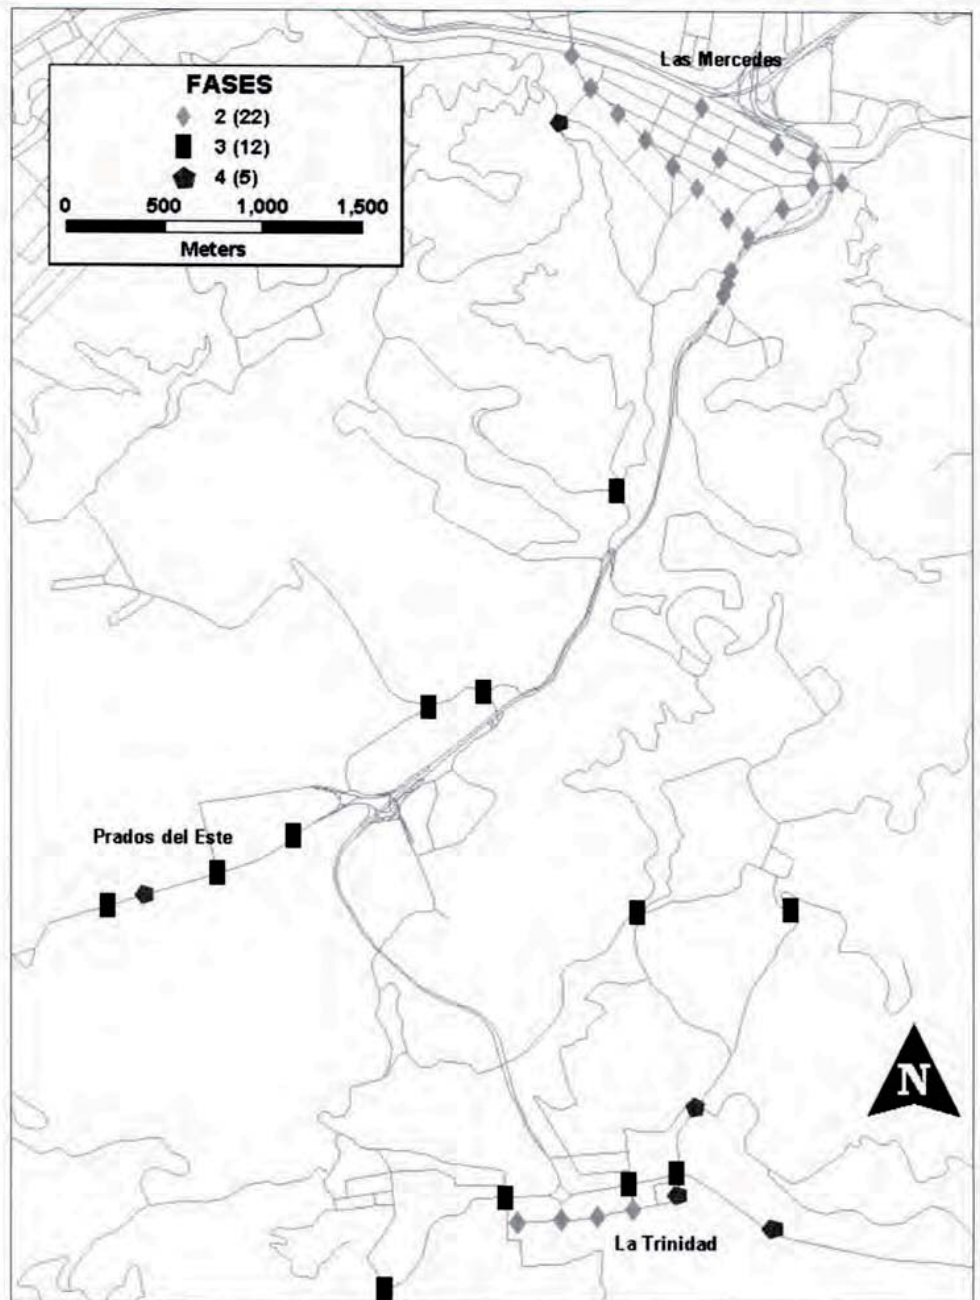 Las Mercedes
FASES
2 (22)
3 (12)
4 (5)
0 500 1,000 1,500
Meters
Prados del Este
N
La Trinidad